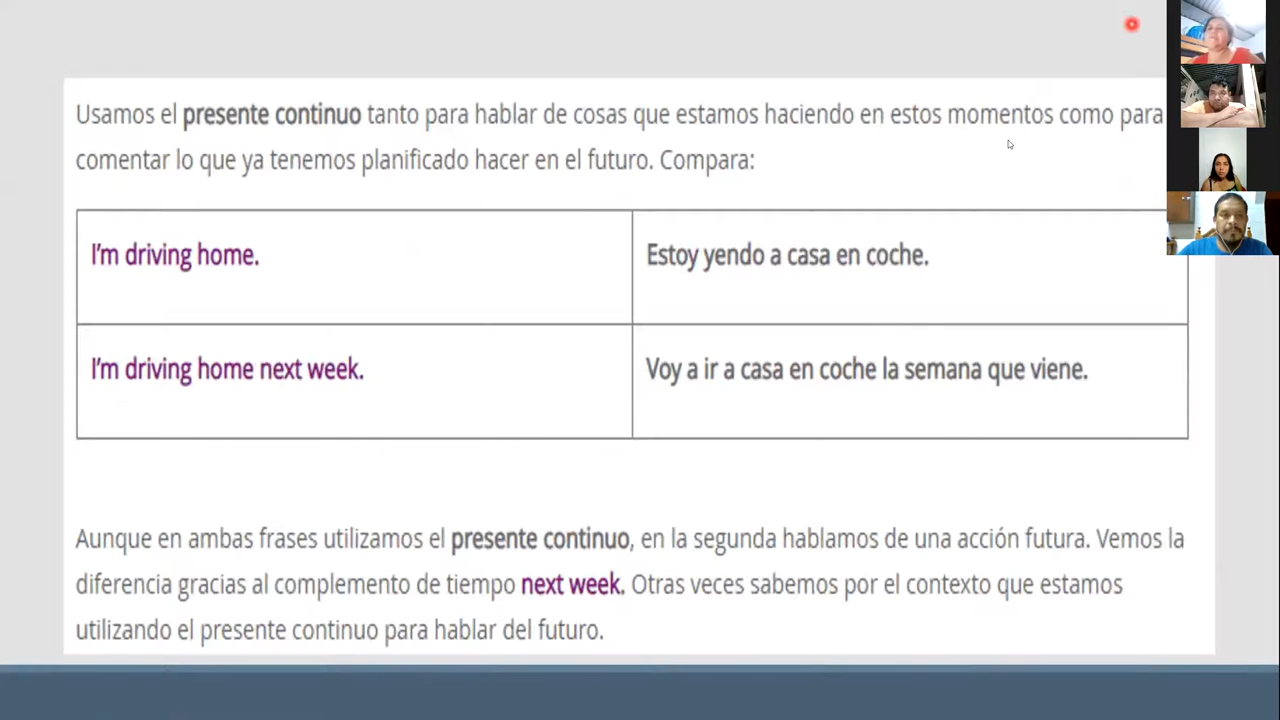 Usamos el presente continuo tanto para hablar de cosas que estamos haciendo en estos momentos como para
comentar lo que ya tenemos planificado hacer en el futuro. Compara:
I'm driving home.
Estoy yendo a casa en coche.
I'm driving home next week.
Voy a ir a casa en coche la semana que viene.
Aunque en ambas frases utilizamos el presente continuo, en la segunda hablamos de una acción futura. Vemos la
diferencia gracias al complemento de tiempo next week. Otras veces sabemos por el contexto que estamos
utilizando el presente continuo para hablar del futuro.